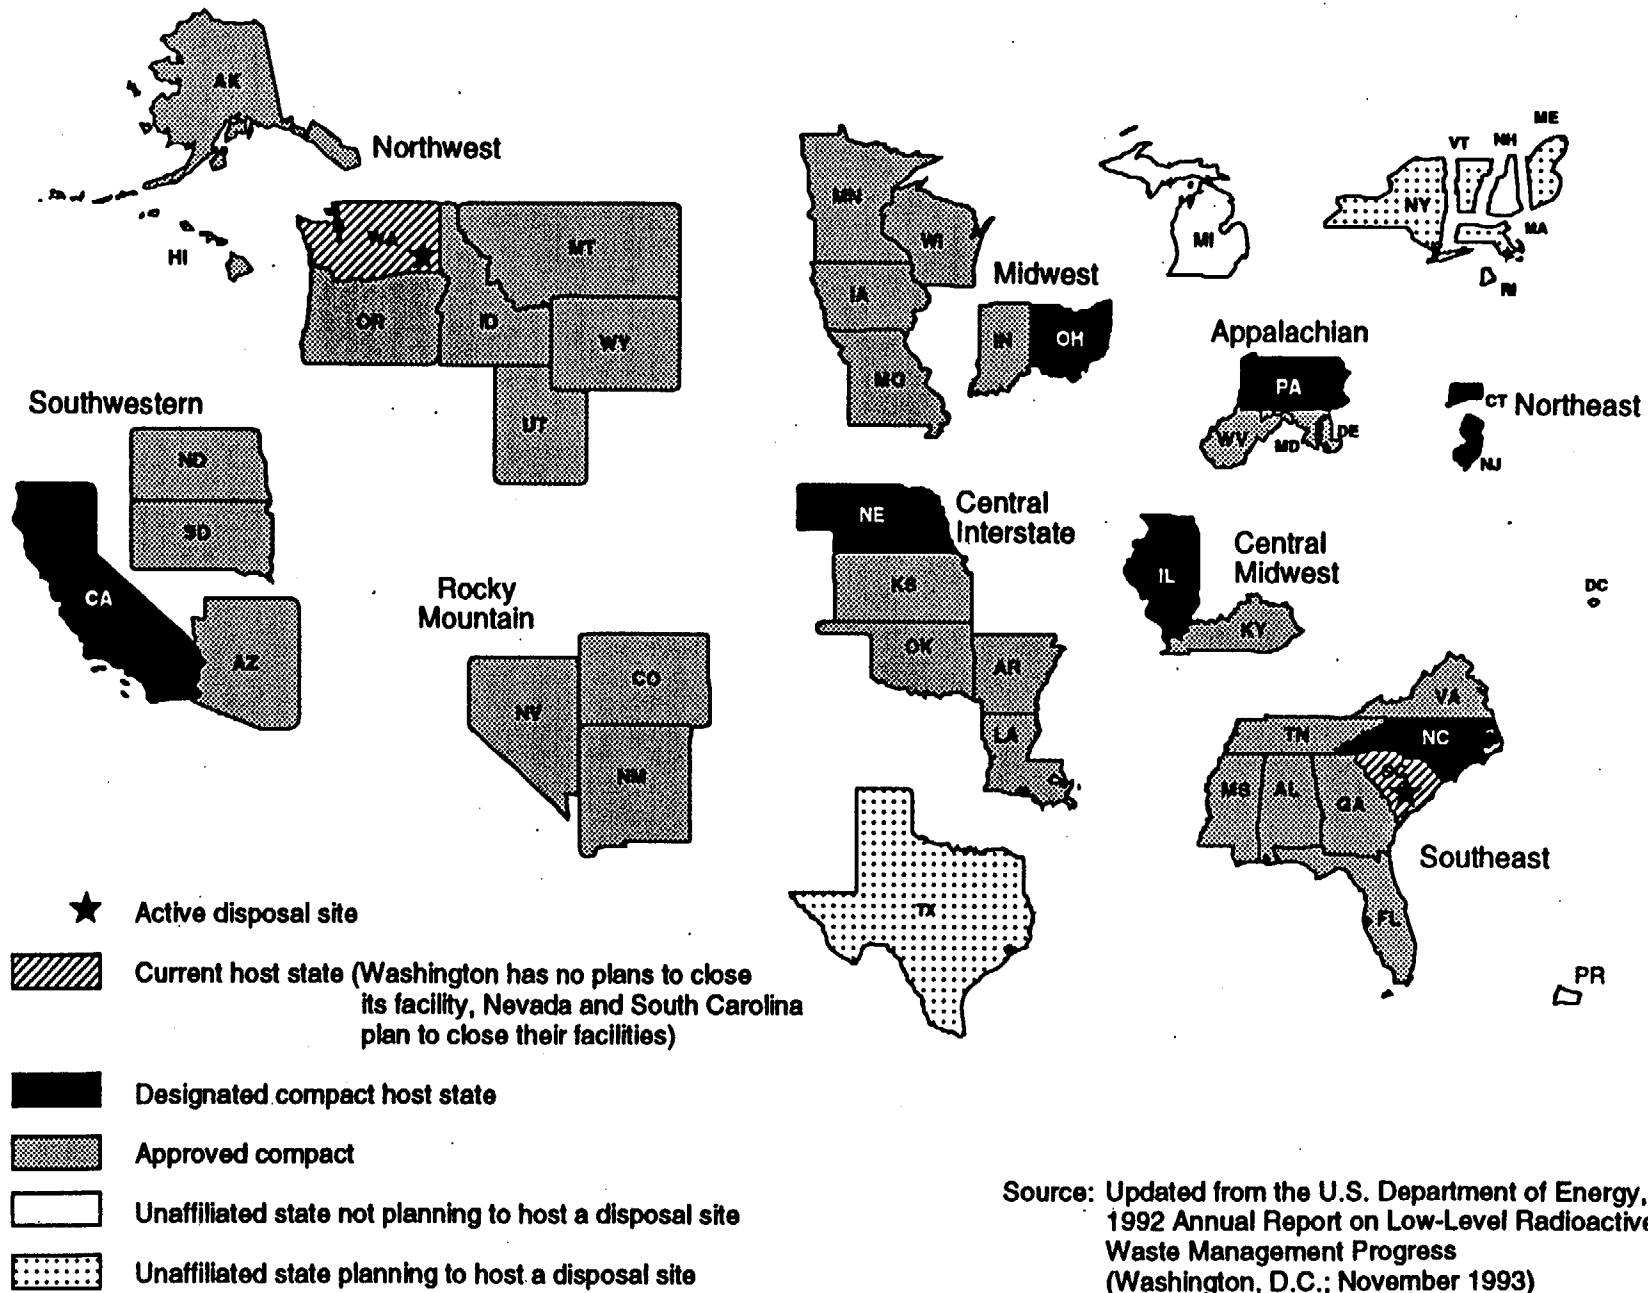 AK
Northwest
HI
WA
MT
OR
ID
WY
UT
Southwestern
ND
SD
CA
AZ
Rocky
Mountain
NV
CO
NM
MN
WI
IA
MO
Midwest
IN
OH
MI
ME
VT
NH
NY
MA
RI
Appalachian
PA
WV
MD
DE
CT
Northeast
NJ
NE
Central
Interstate
KS
OK
AR
LA
TX
IL
Central
Midwest
KY
DC
VA
TN
NC
SC
MS
AL
GA
Southeast
FL
PR
Active disposal site
Current host state (Washington has no plans to close
its facility, Nevada and South Carolina
plan to close their facilities)
Designated compact host state
Approved compact
Unaffiliated state not planning to host a disposal site
Unaffiliated state planning to host a disposal site
Source: Updated from the U.S. Department of Energy,
1992 Annual Report on Low-Level Radioactive
Waste Management Progress
(Washington, D.C.: November 1993)